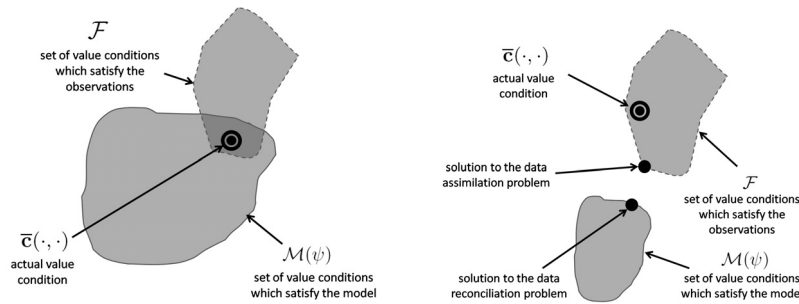 𝓕
set of value conditions
which satisfy the
observations
c̅(·, ·)
actual value
condition
ℳ(ψ)
set of value conditions
which satisfy the model
c̅(·, ·)
actual value
condition
solution to the data
assimilation problem
𝓕
set of value conditions
which satisfy the
observations
ℳ(ψ)
set of value conditions
which satisfy the model
solution to the data
reconciliation problem